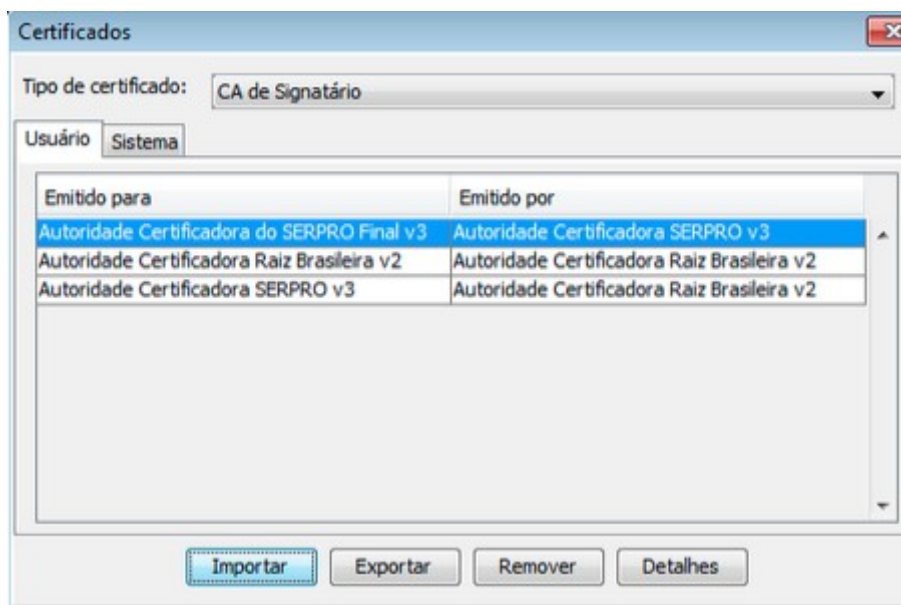 Certificados
Tipo de certificado: CA de Signatário
Usuário Sistema
Emitido para Emitido por
Autoridade Certificadora do SERPRO Final v3 Autoridade Certificadora SERPRO v3
Autoridade Certificadora Raiz Brasileira v2 Autoridade Certificadora Raiz Brasileira v2
Autoridade Certificadora SERPRO v3 Autoridade Certificadora Raiz Brasileira v2
Importar Exportar Remover Detalhes